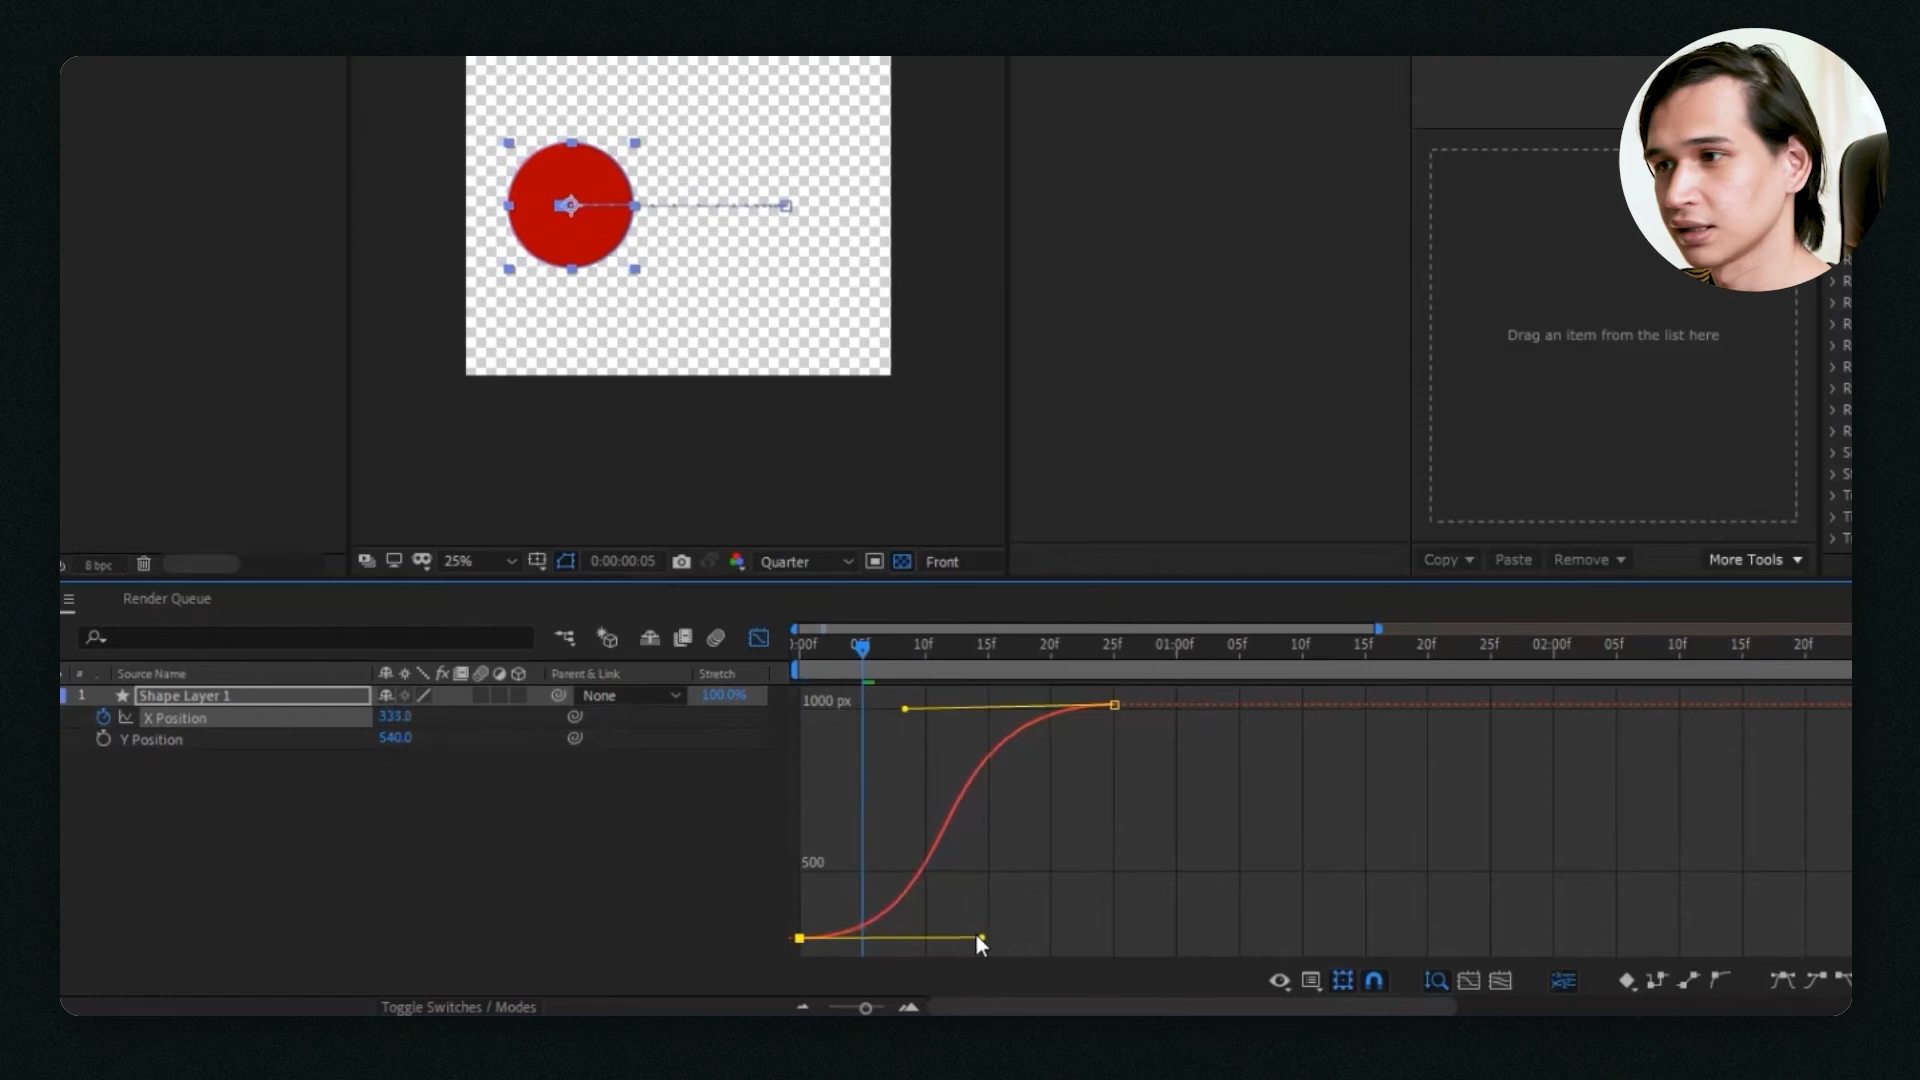 Drag an item from the list here
R
R
R
R
R
R
R
R
R
S
S
T
T
T
8 bpc
25%
0:00:00:05
Quarter
Front
Copy
Paste
Remove
More Tools
Render Queue
:00f
05f
10f
15f
20f
25f
01:00f
05f
10f
15f
20f
25f
02:00f
05f
10f
15f
20f
#
Source Name
fx
Parent & Link
Stretch
1
Shape Layer 1
None
100.0%
X Position
333.0
Y Position
540.0
1000 px
500
Toggle Switches / Modes